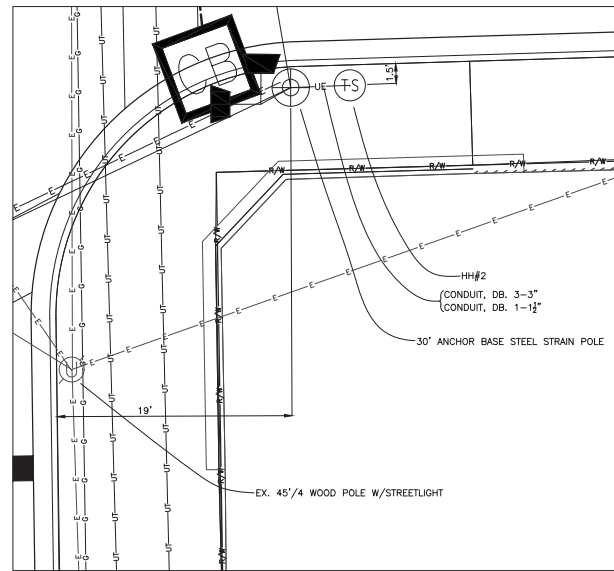 CB
UE
TS
1.5'
R/W
R/W
R/W
R/W
R/W
HH#2
CONDUIT, DB. 3-3"
CONDUIT, DB. 1-1½"
30' ANCHOR BASE STEEL STRAIN POLE
19'
EX. 45'/4 WOOD POLE W/STREETLIGHT
R/W
R/W
R/W
R/W
E
G
UT